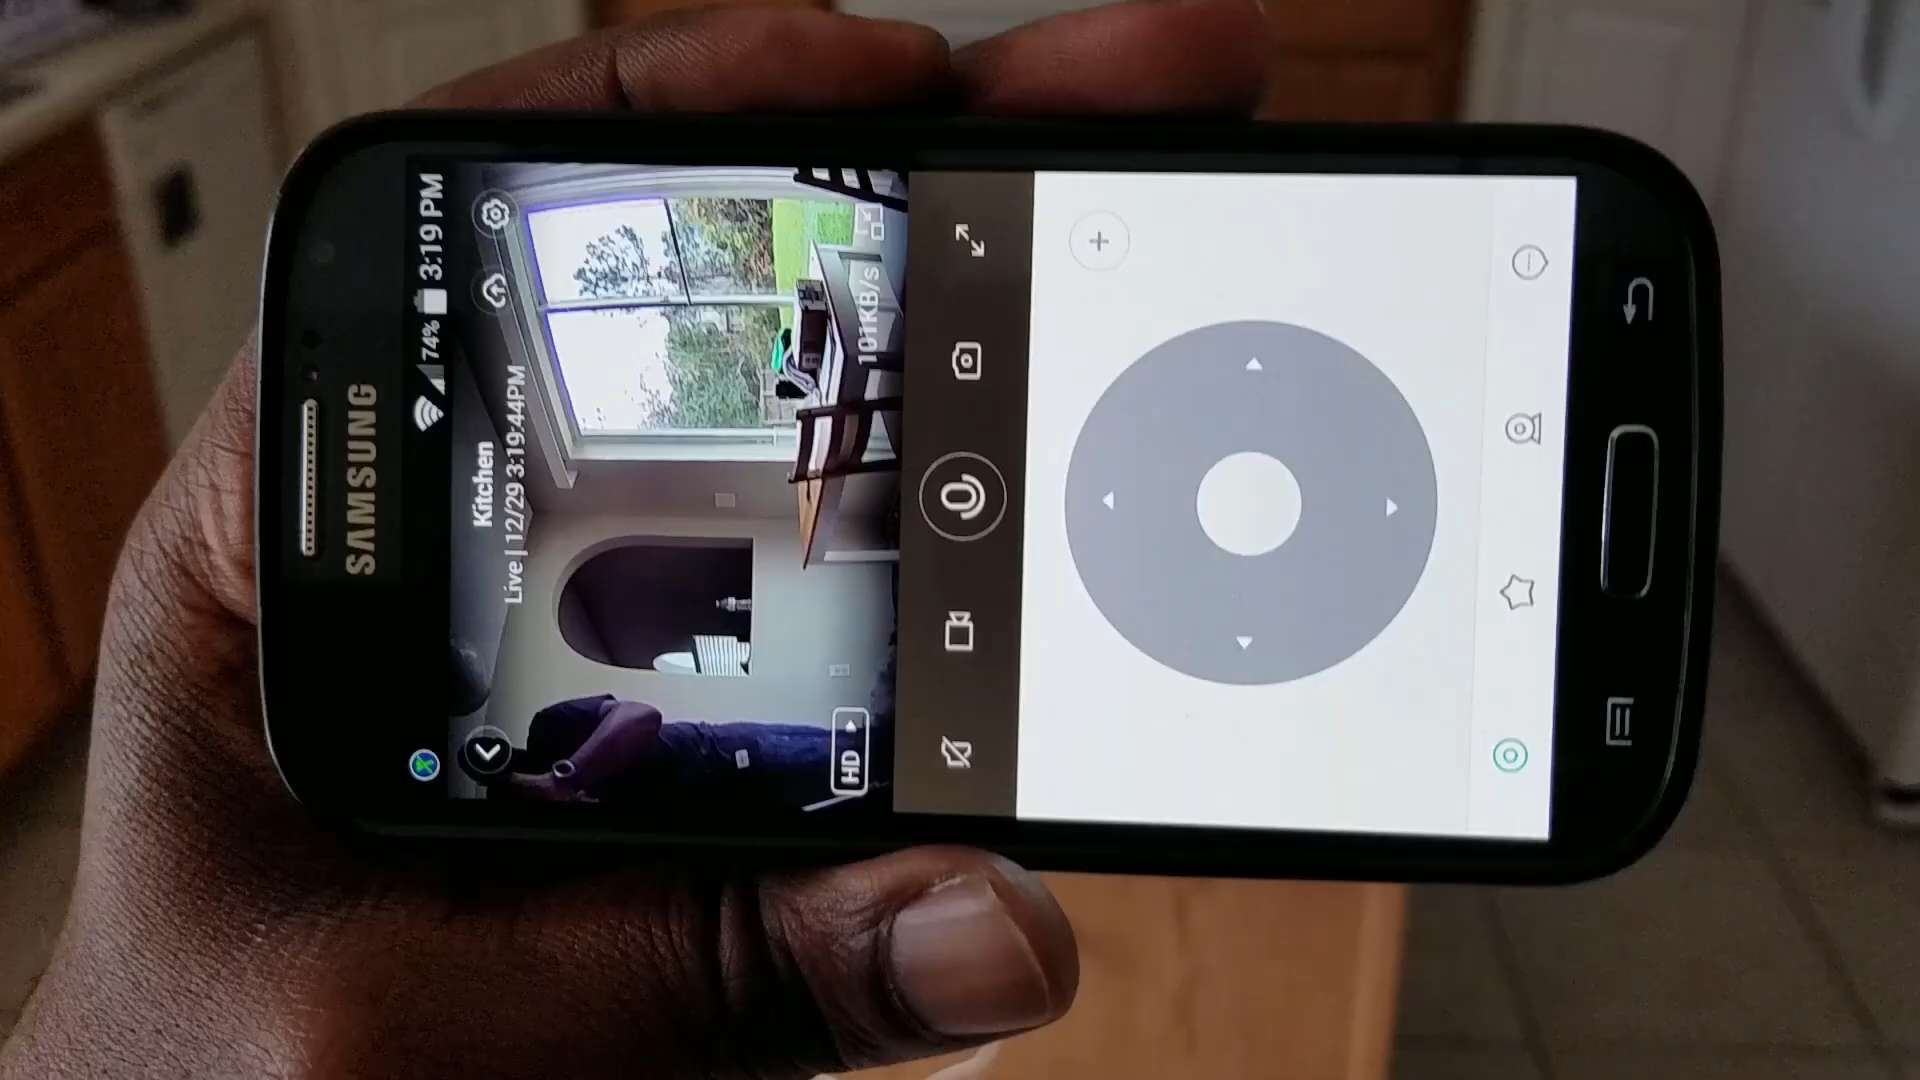 SAMSUNG
74% 3:19 PM
Kitchen
Live | 12/29 3:19:44PM
HD
101KB/s